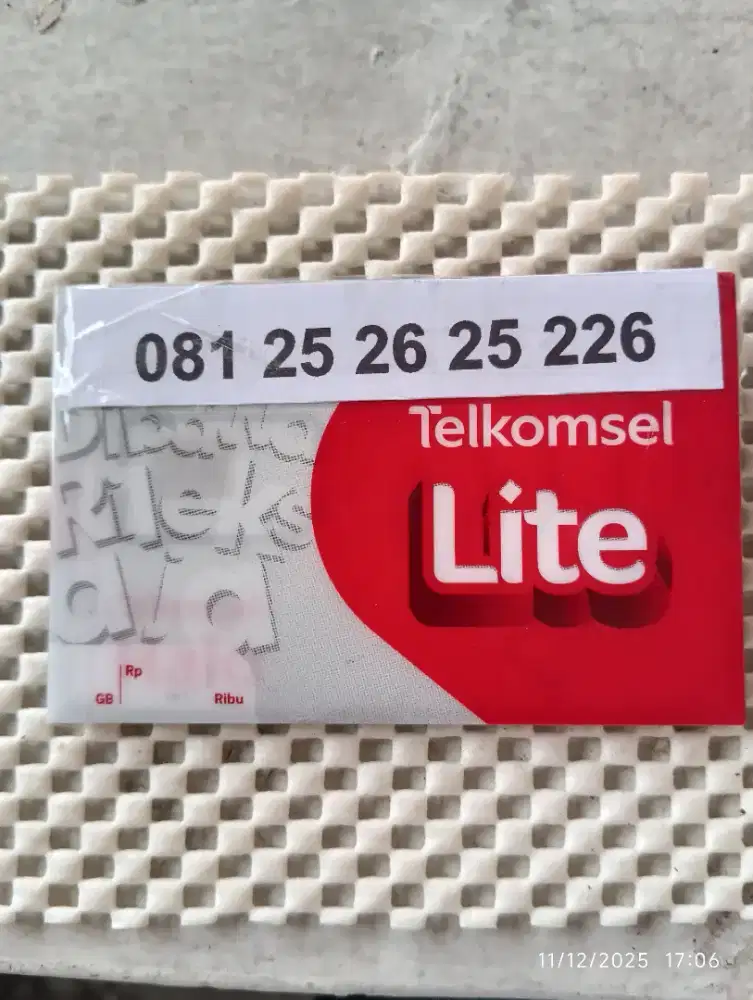 081 25 26 25 226
Telkomsel
Lite
Rp
GB
Ribu
11/12/2025 17:06